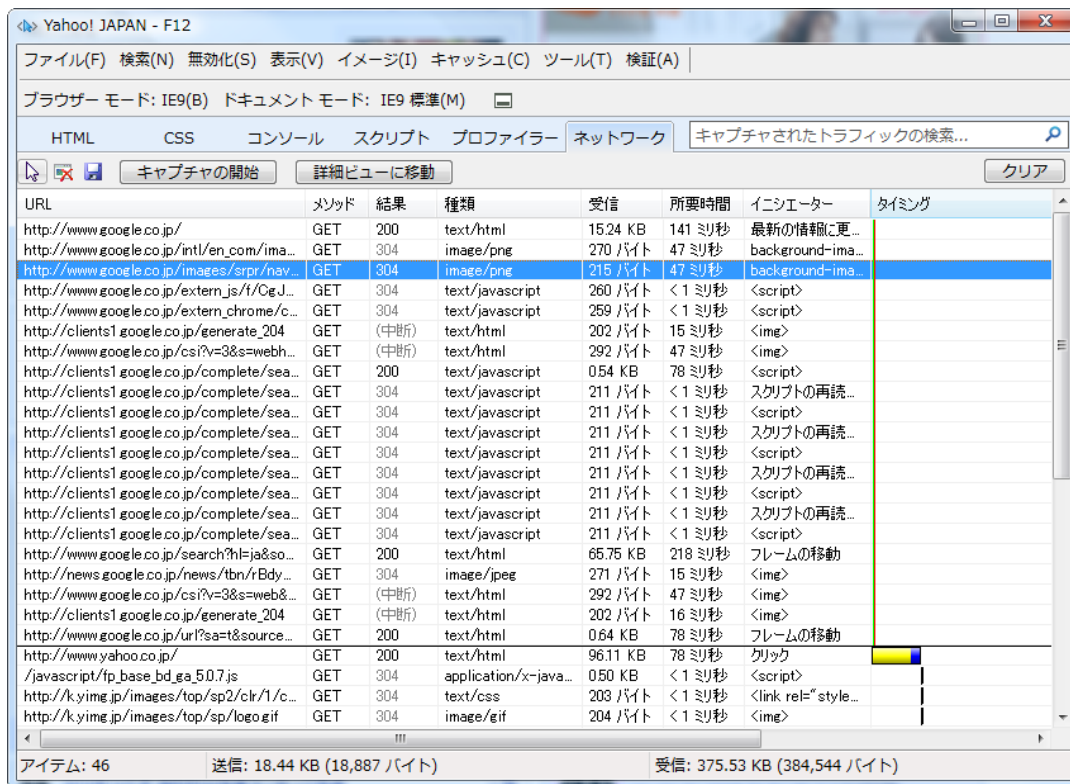 Yahoo! JAPAN - F12
ファイル(F) 検索(N) 無効化(S) 表示(V) イメージ(I) キャッシュ(C) ツール(T) 検証(A)
ブラウザー モード: IE9(B) ドキュメント モード: IE9 標準(M)
HTML CSS コンソール スクリプト プロファイラー ネットワーク キャプチャされたトラフィックの検索...
キャプチャの開始 詳細ビューに移動 クリア
URL メソッド 結果 種類 受信 所要時間 イニシエーター タイミング
http://www.google.co.jp/ GET 200 text/html 15.24 KB 141 ミリ秒 最新の情報に更...
http://www.google.co.jp/intl/en_com/ima... GET 304 image/png 270 バイト 47 ミリ秒 background-ima...
http://www.google.co.jp/images/srpr/nav... GET 304 image/png 215 バイト 47 ミリ秒 background-ima...
http://www.google.co.jp/extern_js/f/CgJ... GET 304 text/javascript 260 バイト < 1 ミリ秒 <script>
http://www.google.co.jp/extern_chrome/c... GET 304 text/javascript 259 バイト < 1 ミリ秒 <script>
http://clients1.google.co.jp/generate_204 GET (中断) text/html 202 バイト 15 ミリ秒 <img>
http://www.google.co.jp/csi?v=3&s=webh... GET (中断) text/html 292 バイト 47 ミリ秒 <img>
http://clients1.google.co.jp/complete/sea... GET 200 text/javascript 0.54 KB 78 ミリ秒 <script>
http://clients1.google.co.jp/complete/sea... GET 304 text/javascript 211 バイト < 1 ミリ秒 スクリプトの再読...
http://clients1.google.co.jp/complete/sea... GET 304 text/javascript 211 バイト < 1 ミリ秒 <script>
http://clients1.google.co.jp/complete/sea... GET 304 text/javascript 211 バイト < 1 ミリ秒 スクリプトの再読...
http://clients1.google.co.jp/complete/sea... GET 304 text/javascript 211 バイト < 1 ミリ秒 <script>
http://clients1.google.co.jp/complete/sea... GET 304 text/javascript 211 バイト < 1 ミリ秒 スクリプトの再読...
http://clients1.google.co.jp/complete/sea... GET 304 text/javascript 211 バイト < 1 ミリ秒 <script>
http://clients1.google.co.jp/complete/sea... GET 304 text/javascript 211 バイト < 1 ミリ秒 スクリプトの再読...
http://clients1.google.co.jp/complete/sea... GET 304 text/javascript 211 バイト < 1 ミリ秒 <script>
http://www.google.co.jp/search?hl=ja&so... GET 200 text/html 65.75 KB 218 ミリ秒 フレームの移動
http://news.google.co.jp/news/tbn/rBdy... GET 304 image/jpeg 271 バイト 15 ミリ秒 <img>
http://www.google.co.jp/csi?v=3&s=web&... GET (中断) text/html 292 バイト 47 ミリ秒 <img>
http://clients1.google.co.jp/generate_204 GET (中断) text/html 202 バイト 16 ミリ秒 <img>
http://www.google.co.jp/url?sa=t&source... GET 200 text/html 0.64 KB 78 ミリ秒 フレームの移動
http://www.yahoo.co.jp/ GET 200 text/html 96.11 KB 78 ミリ秒 クリック
/javascript/fp_base_bd_ga_5.0.7.js GET 304 application/x-java... 0.50 KB < 1 ミリ秒 <script>
http://k.yimg.jp/images/top/sp2/clr/1/c... GET 304 text/css 203 バイト < 1 ミリ秒 <link rel="style...
http://k.yimg.jp/images/top/sp/logo.gif GET 304 image/gif 204 バイト < 1 ミリ秒 <img>
アイテム: 46 送信: 18.44 KB (18,887 バイト) 受信: 375.53 KB (384,544 バイト)